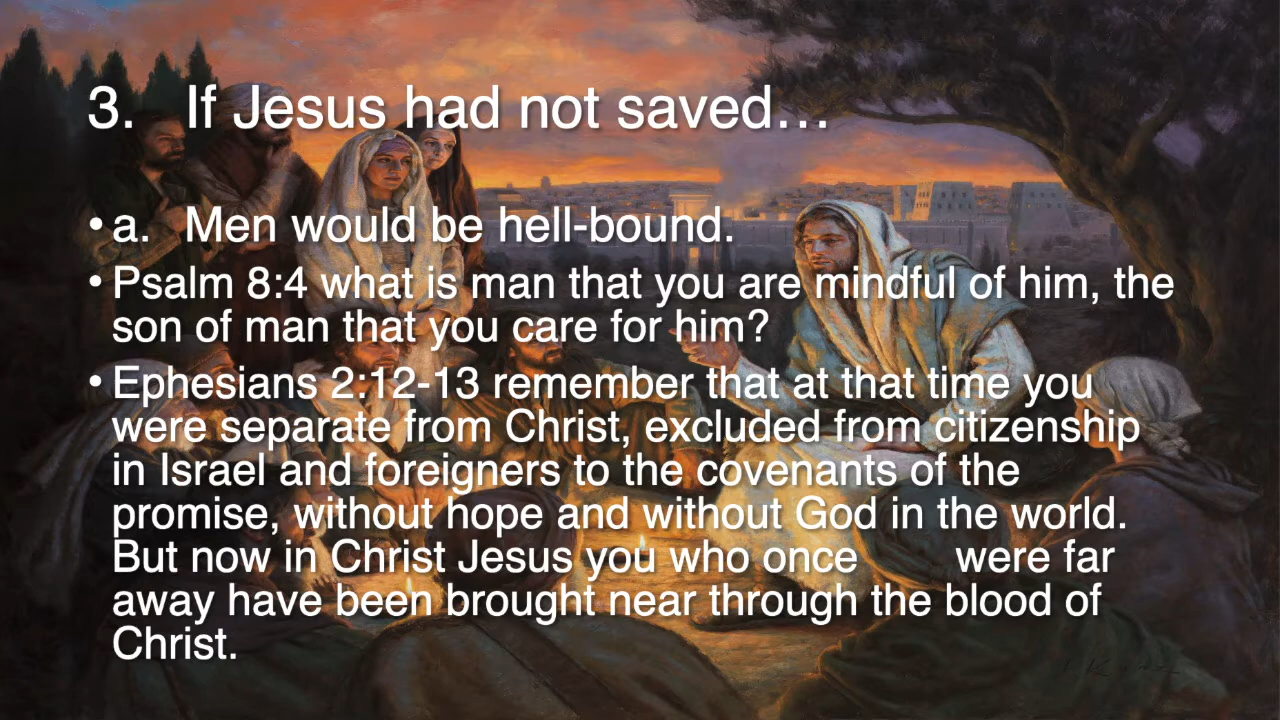 3. If Jesus had not saved…
• a. Men would be hell-bound.
• Psalm 8:4 what is man that you are mindful of him, the
son of man that you care for him?
• Ephesians 2:12-13 remember that at that time you
were separate from Christ, excluded from citizenship
in Israel and foreigners to the covenants of the
promise, without hope and without God in the world.
But now in Christ Jesus you who once were far
away have been brought near through the blood of
Christ.